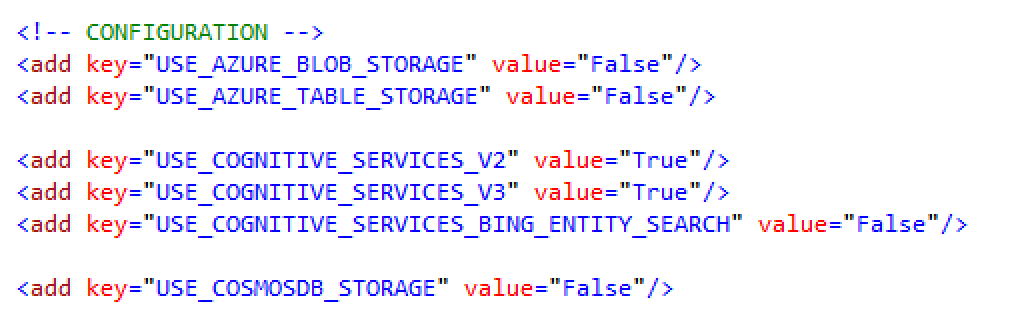 <!-- CONFIGURATION -->
<add key="USE_AZURE_BLOB_STORAGE" value="False"/>
<add key="USE_AZURE_TABLE_STORAGE" value="False"/>
<add key="USE_COGNITIVE_SERVICES_V2" value="True"/>
<add key="USE_COGNITIVE_SERVICES_V3" value="True"/>
<add key="USE_COGNITIVE_SERVICES_BING_ENTITY_SEARCH" value="False"/>
<add key="USE_COSMOSDB_STORAGE" value="False"/>